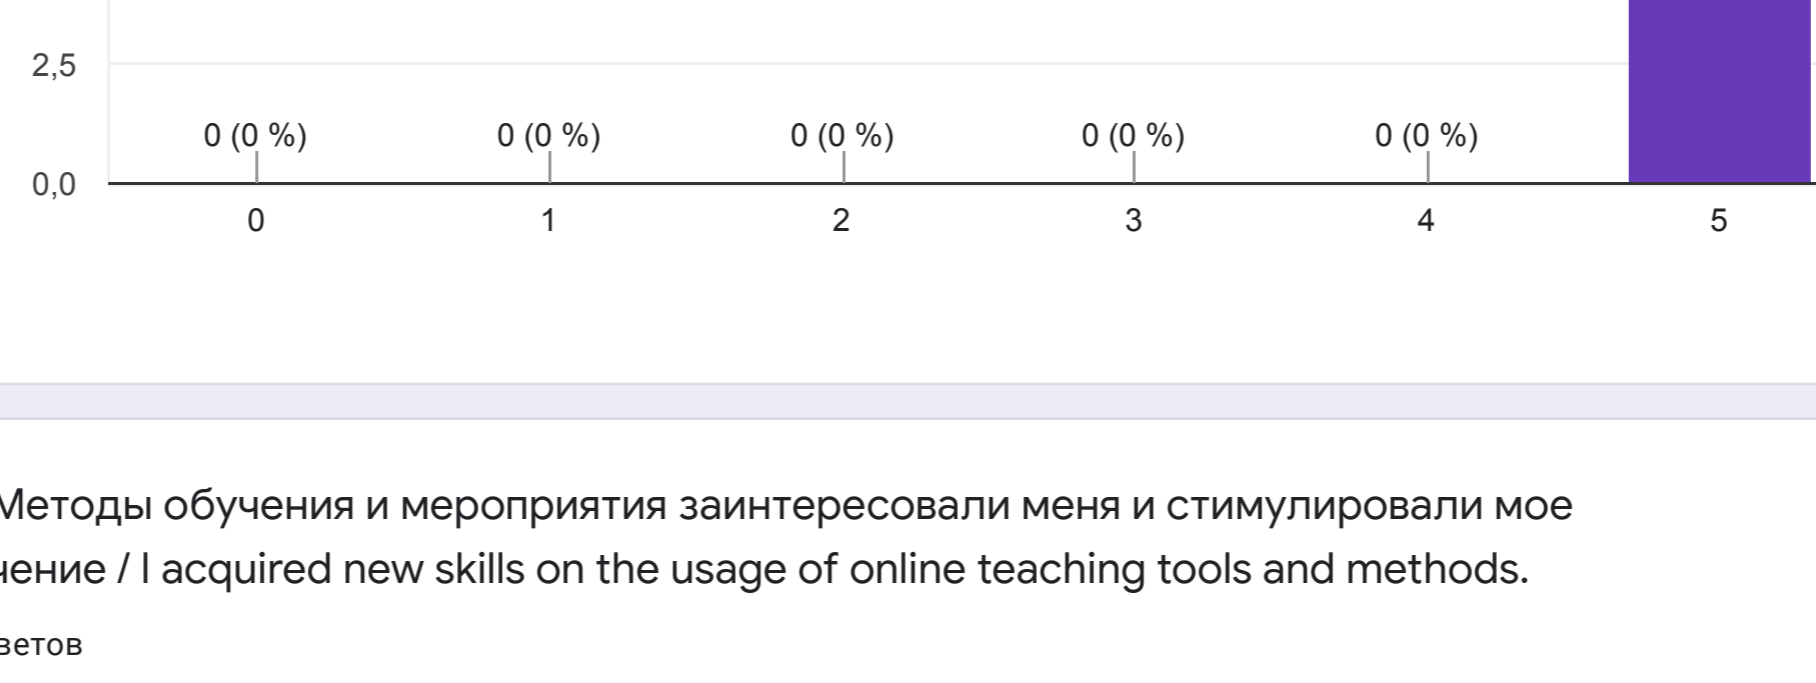 2,5
0 (0 %) 0 (0 %) 0 (0 %) 0 (0 %) 0 (0 %)
0,0
0 1 2 3 4 5
Методы обучения и мероприятия заинтересовали меня и стимулировали мое
чение / I acquired new skills on the usage of online teaching tools and methods.
ветов